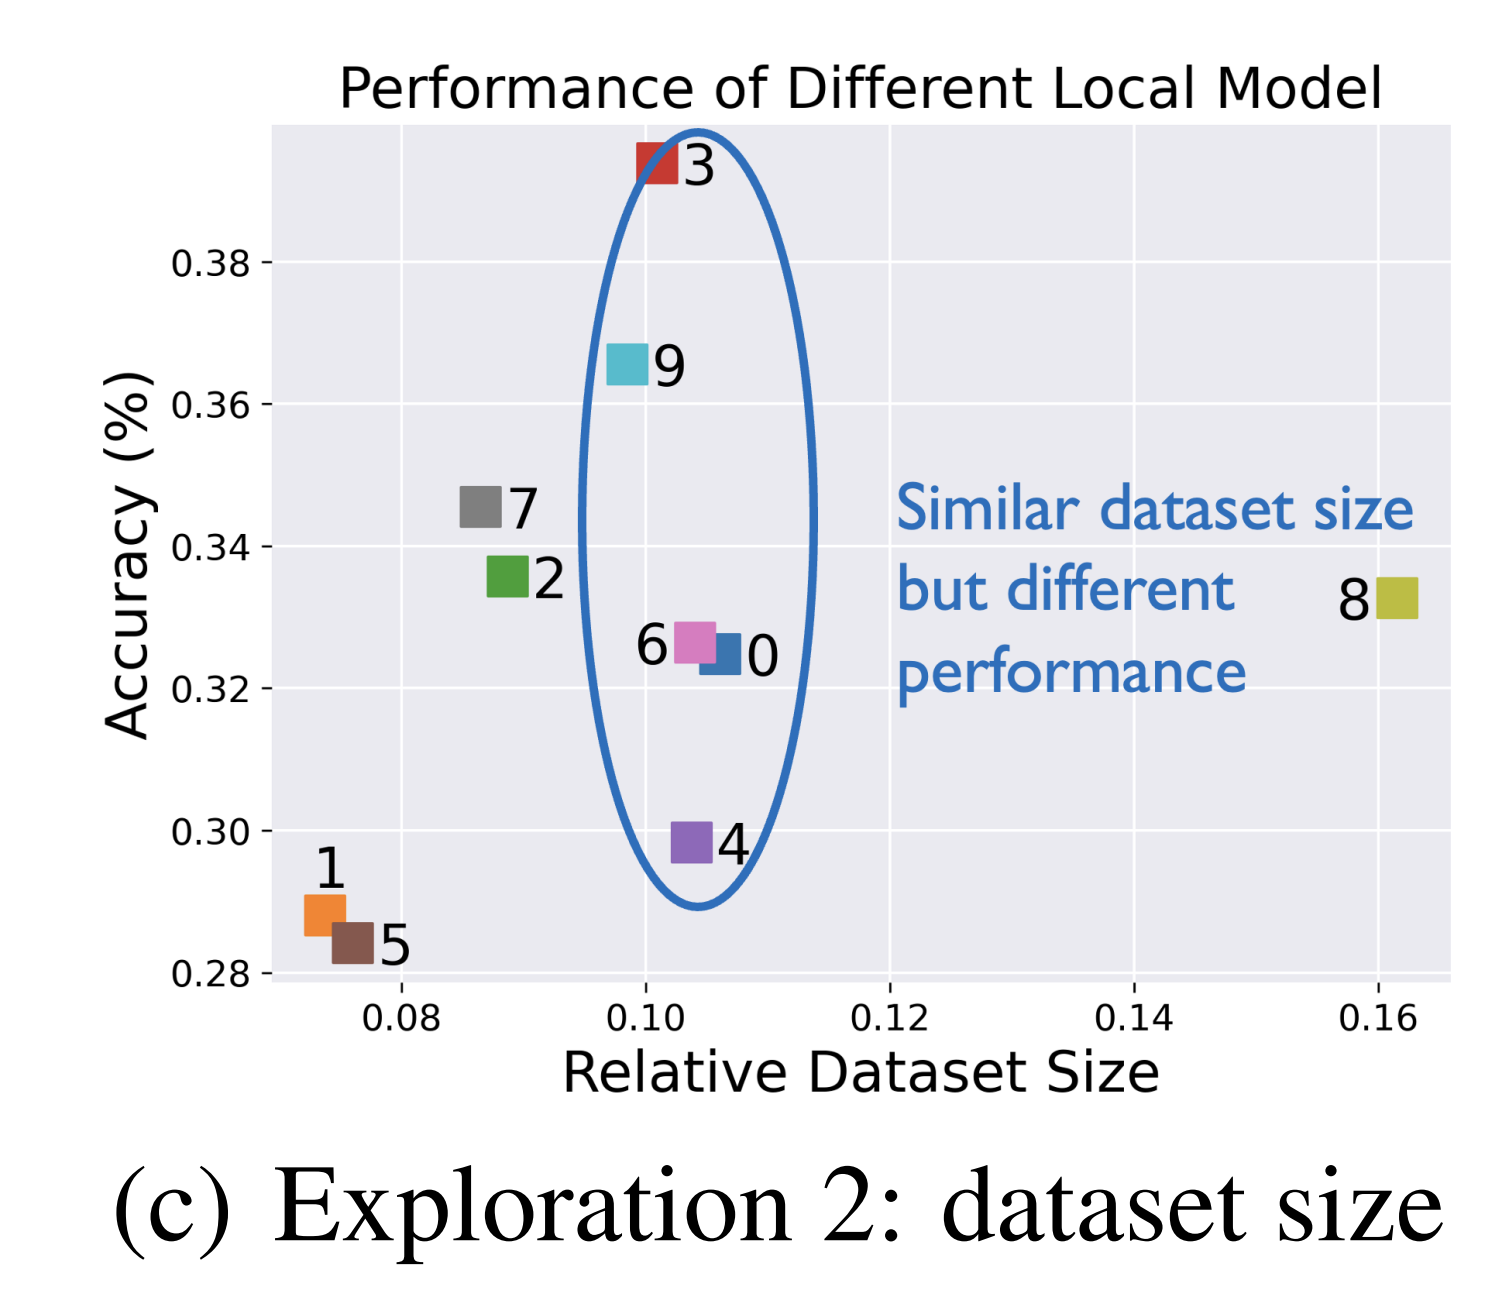 Performance of Different Local Model
3
0.38
9
0.36
7
Similar dataset size
0.34
2
but different
8
6
0
performance
0.32
4
0.30
1
5
0.28
Accuracy (%)
0.08 0.10 0.12 0.14 0.16
Relative Dataset Size
(c) Exploration 2: dataset size